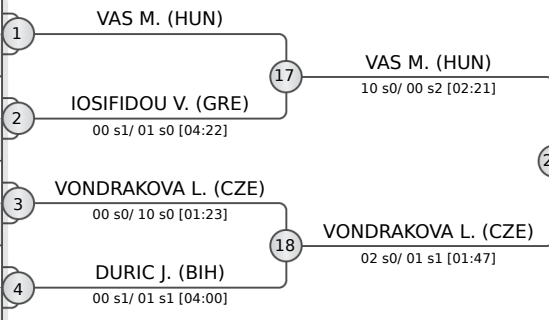 VAS M. (HUN)
1
17
VAS M. (HUN)
10 s0/ 00 s2 [02:21]
IOSIFIDOU V. (GRE)
2
00 s1/ 01 s0 [04:22]
VONDRAKOVA L. (CZE)
3
00 s0/ 10 s0 [01:23]
18
VONDRAKOVA L. (CZE)
02 s0/ 01 s1 [01:47]
DURIC J. (BIH)
4
00 s1/ 01 s1 [04:00]